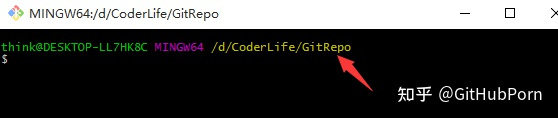 MINGW64:/d/CoderLife/GitRepo
think@DESKTOP-LL7HK8C MINGW64 /d/CoderLife/GitRepo
$
知乎 @GitHubPorn